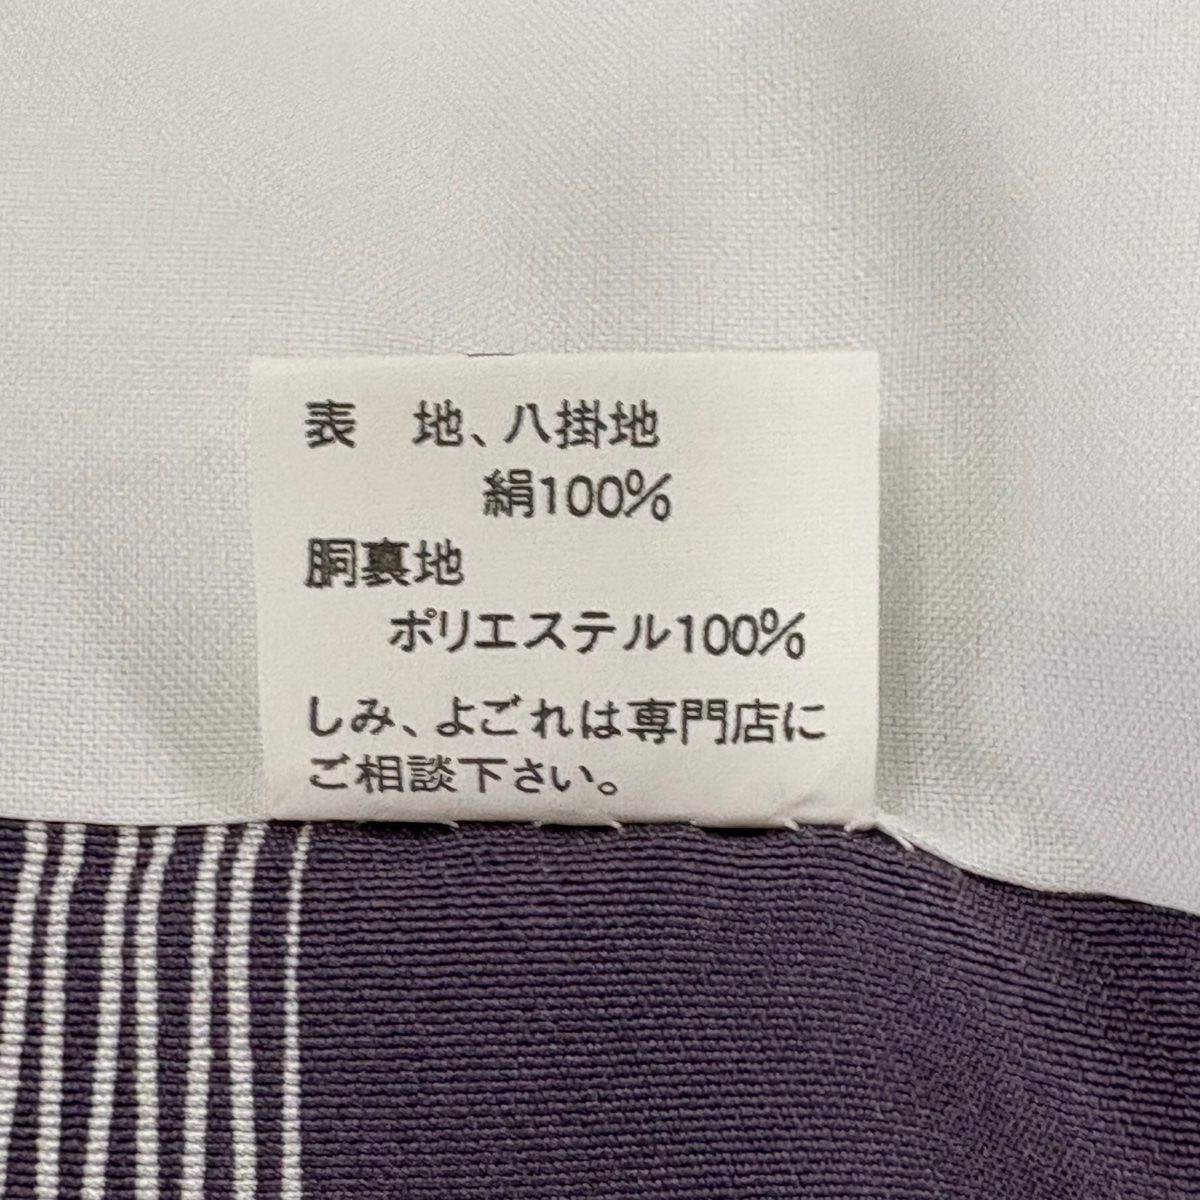 表　地、八掛地
絹100%
胴裏地
ポリエステル100%
しみ、よごれは専門店に
ご相談下さい。